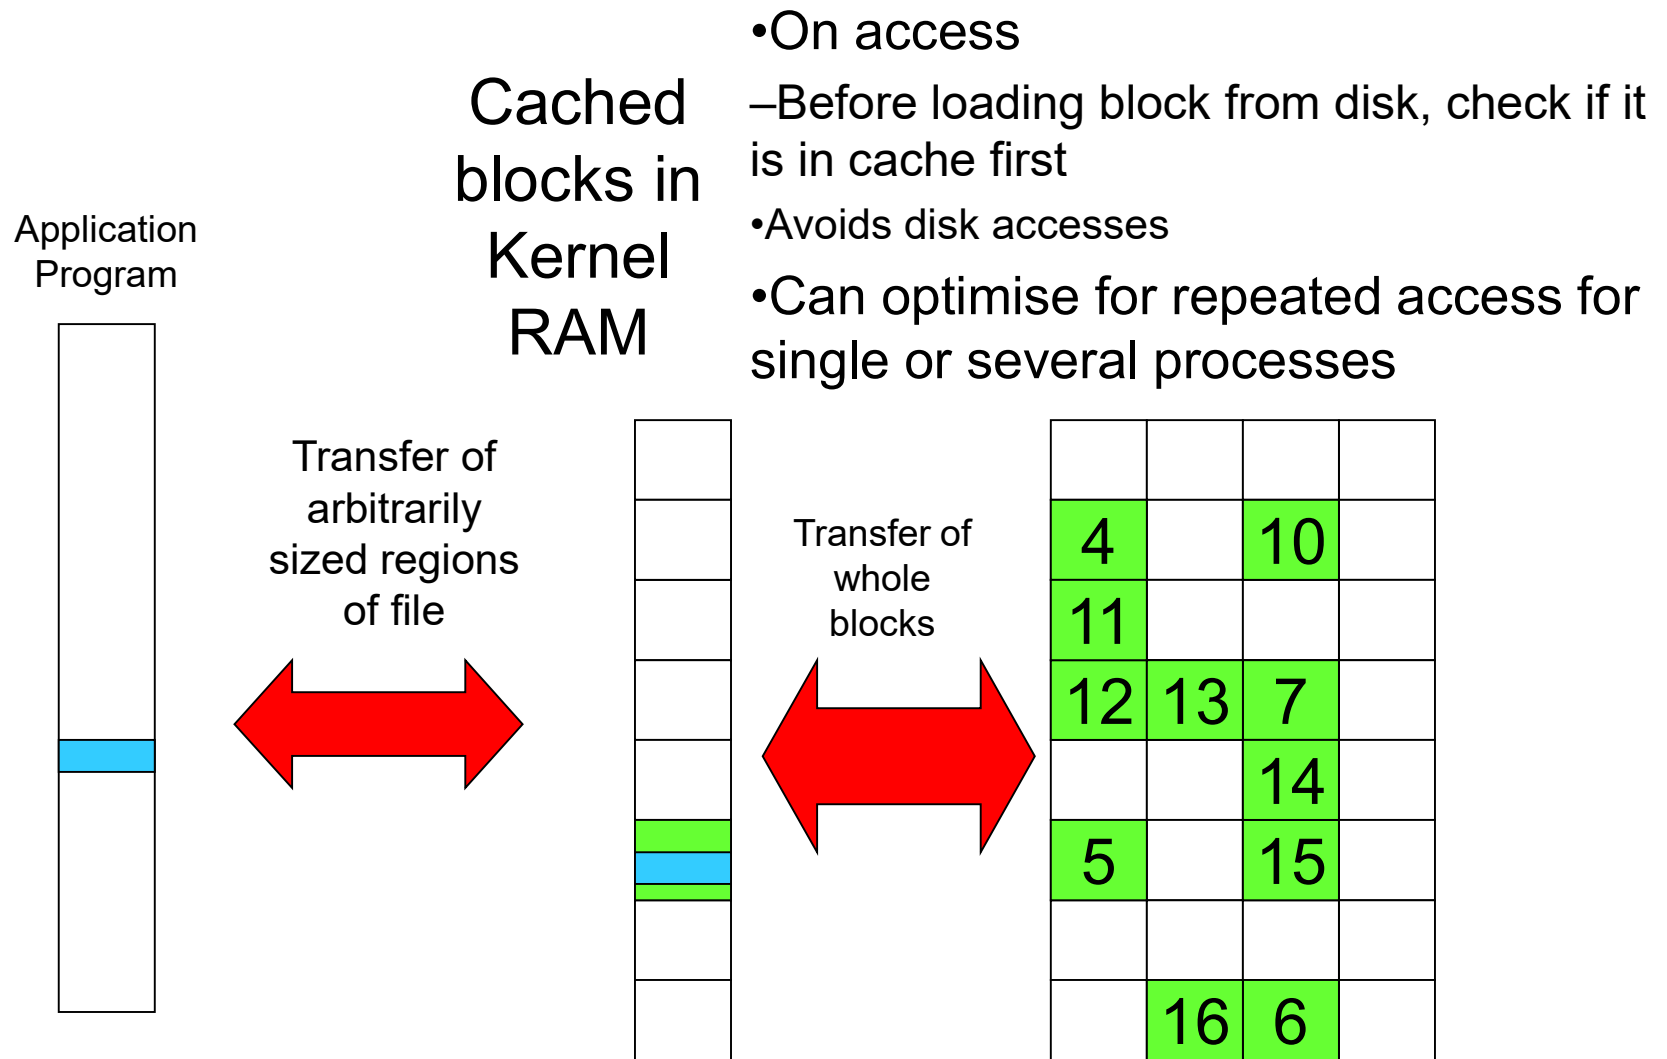 •On access
–Before loading block from disk, check if it
is in cache first
•Avoids disk accesses
•Can optimise for repeated access for
single or several processes
Cached
blocks in
Kernel
RAM
Application
Program
Transfer of
arbitrarily
sized regions
of file
Transfer of
whole
blocks
4 10
11
12 13 7
14
5 15
16 6